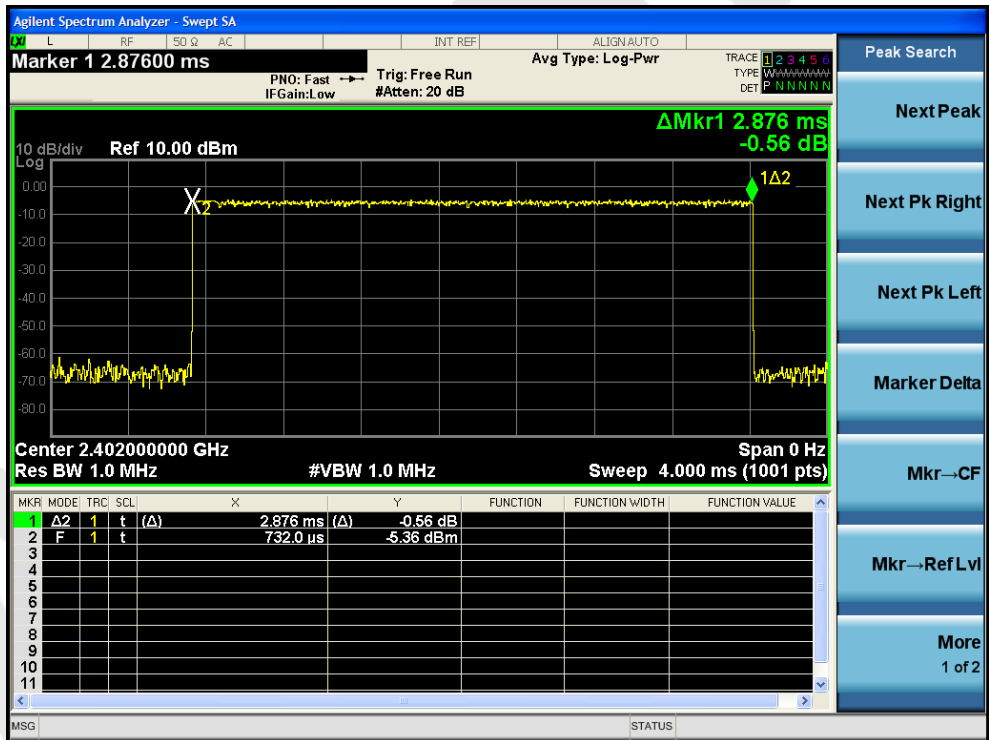 Agilent Spectrum Analyzer - Swept SA
LXI L RF 50 Ω AC INT REF ALIGNAUTO
Marker 1 2.87600 ms
PNO: Fast
IFGain:Low
Trig: Free Run
#Atten: 20 dB
Avg Type: Log-Pwr
TRACE 1 2 3 4 5 6
TYPE
DET P N N N N N
ΔMkr1 2.876 ms
-0.56 dB
10 dB/div Ref 10.00 dBm
Log
0.00
-10.0
-20.0
-30.0
-40.0
-50.0
-60.0
-70.0
-80.0
X2
1Δ2
Center 2.402000000 GHz Span 0 Hz
Res BW 1.0 MHz #VBW 1.0 MHz Sweep 4.000 ms (1001 pts)
MKR MODE TRC SCL X Y FUNCTION FUNCTION WIDTH FUNCTION VALUE
1 Δ2 1 t (Δ) 2.876 ms (Δ) -0.56 dB
2 F 1 t 732.0 µs -5.36 dBm
3
4
5
6
7
8
9
10
11
MSG STATUS
Peak Search
Next Peak
Next Pk Right
Next Pk Left
Marker Delta
Mkr→CF
Mkr→Ref Lvl
More
1 of 2